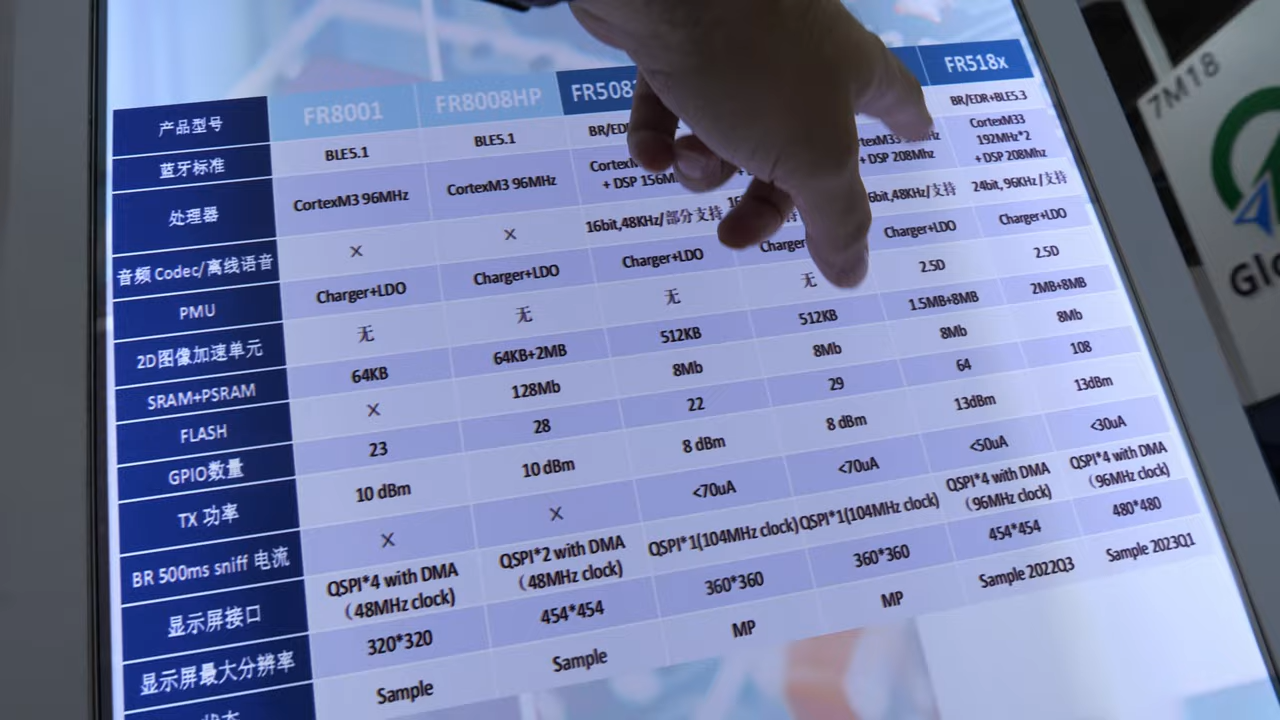 产品型号 FR8001 FR8008HP FR508 FR518x
蓝牙标准 BLE5.1 BLE5.1 BR/ED BR/EDR+BLE5.3
处理器 CortexM3 96MHz CortexM3 96MHz
+ DSP 156M
+ DSP 208Mhz
CortexM33
192MHz*2
+ DSP 208Mhz
音频 Codec/离线语音 × × 16bit,48KHz/部分支持 6bit,48KHz/支持 24bit, 96KHz/支持
PMU Charger+LDO Charger+LDO Charger+LDO Charger Charger+LDO Charger+LDO
2D图像加速单元 无 无 无 无 2.5D 2.5D
SRAM+PSRAM 64KB 64KB+2MB 512KB 512KB 1.5MB+8MB 2MB+8MB
FLASH × 128Mb 8Mb 8Mb 8Mb 8Mb
GPIO数量 23 28 22 29 64 108
TX 功率 10 dBm 10 dBm 8 dBm 8 dBm 13dBm 13dBm
BR 500ms sniff 电流 × × <70uA <70uA <50uA <30uA
显示屏接口 QSPI*4 with DMA
（48MHz clock)
QSPI*2 with DMA
（48MHz clock)
QSPI*1(104MHz clock) QSPI*1(104MHz clock)
QSPI*4 with DMA
（96MHz clock)
QSPI*4 with DMA
（96MHz clock)
显示屏最大分辨率 320*320 454*454 360*360 360*360 454*454 480*480
状态 Sample Sample MP MP Sample 2022Q3 Sample 2023Q1
7M18
Glo